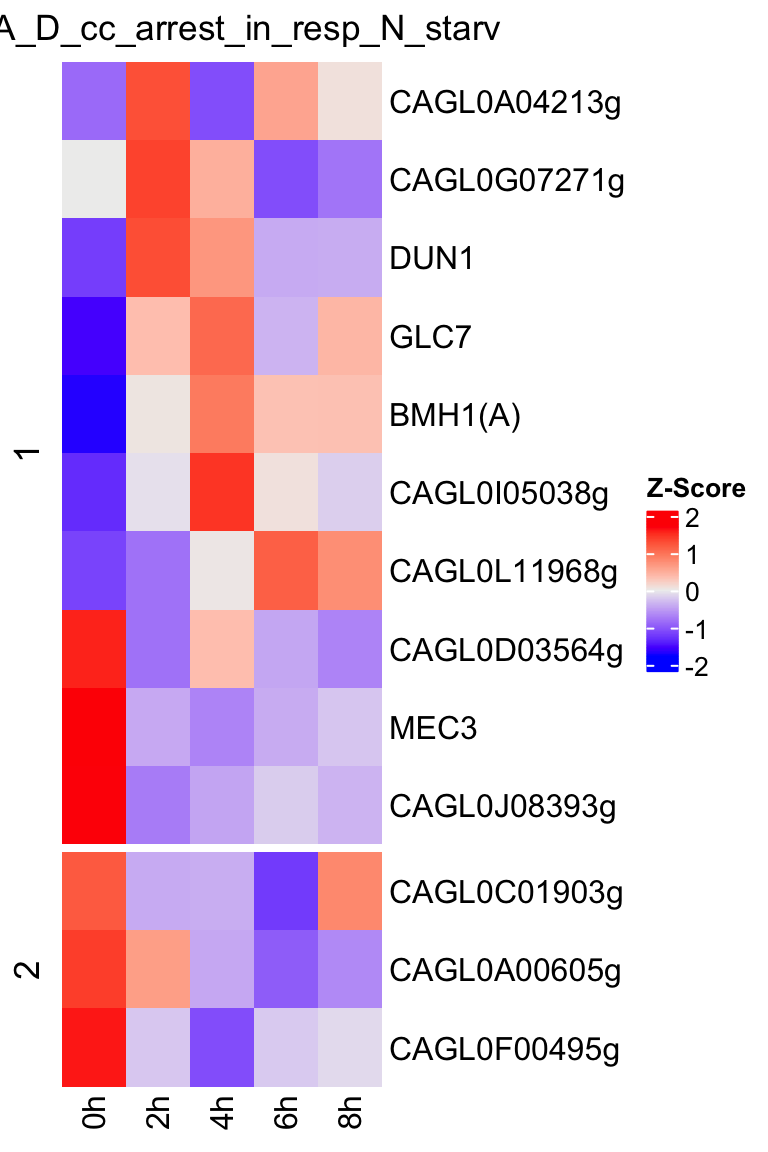 A_D_cc_arrest_in_resp_N_starv
CAGL0A04213g
CAGL0G07271g
DUN1
GLC7
BMH1(A)
CAGL0I05038g
CAGL0L11968g
CAGL0D03564g
MEC3
CAGL0J08393g
CAGL0C01903g
CAGL0A00605g
CAGL0F00495g
1
2
0h
2h
4h
6h
8h
Z-Score
2
1
0
-1
-2